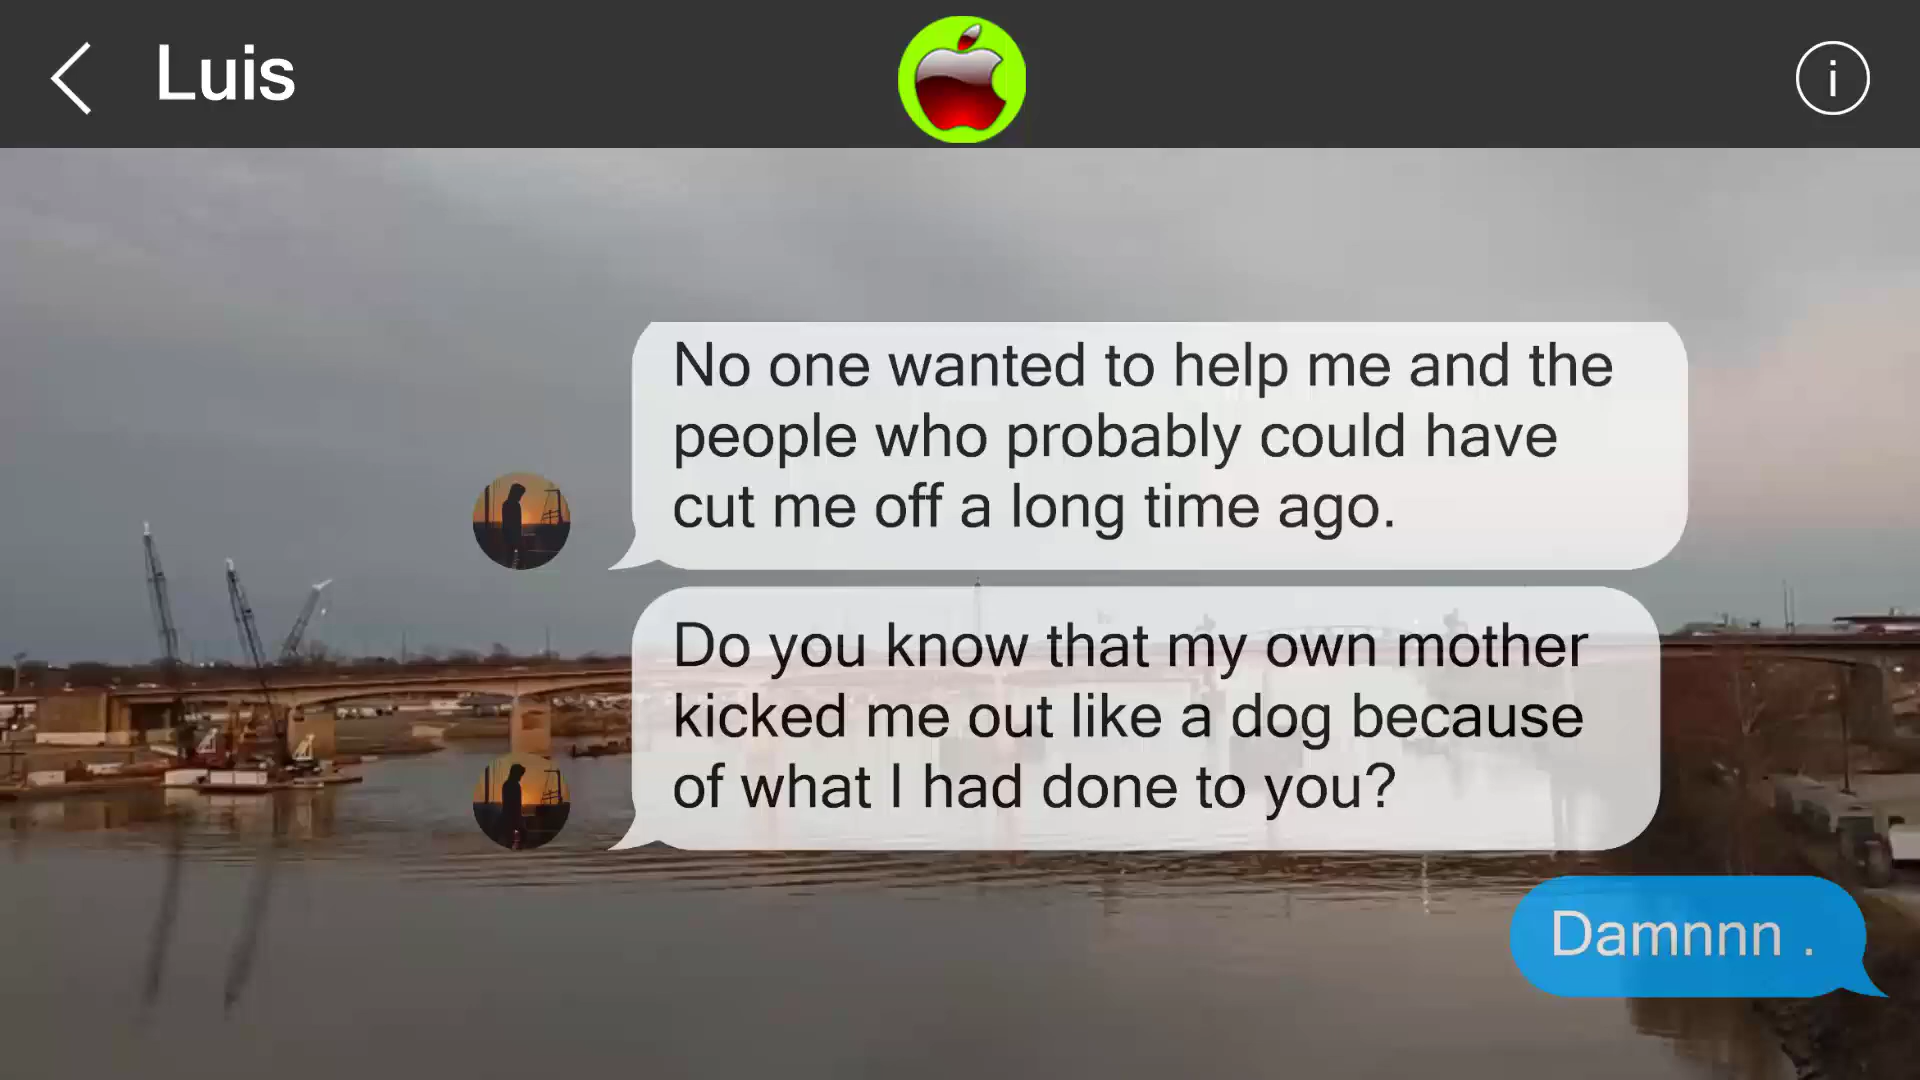 Luis
i
No one wanted to help me and the
people who probably could have
cut me off a long time ago.
Do you know that my own mother
kicked me out like a dog because
of what I had done to you?
Damnnn .